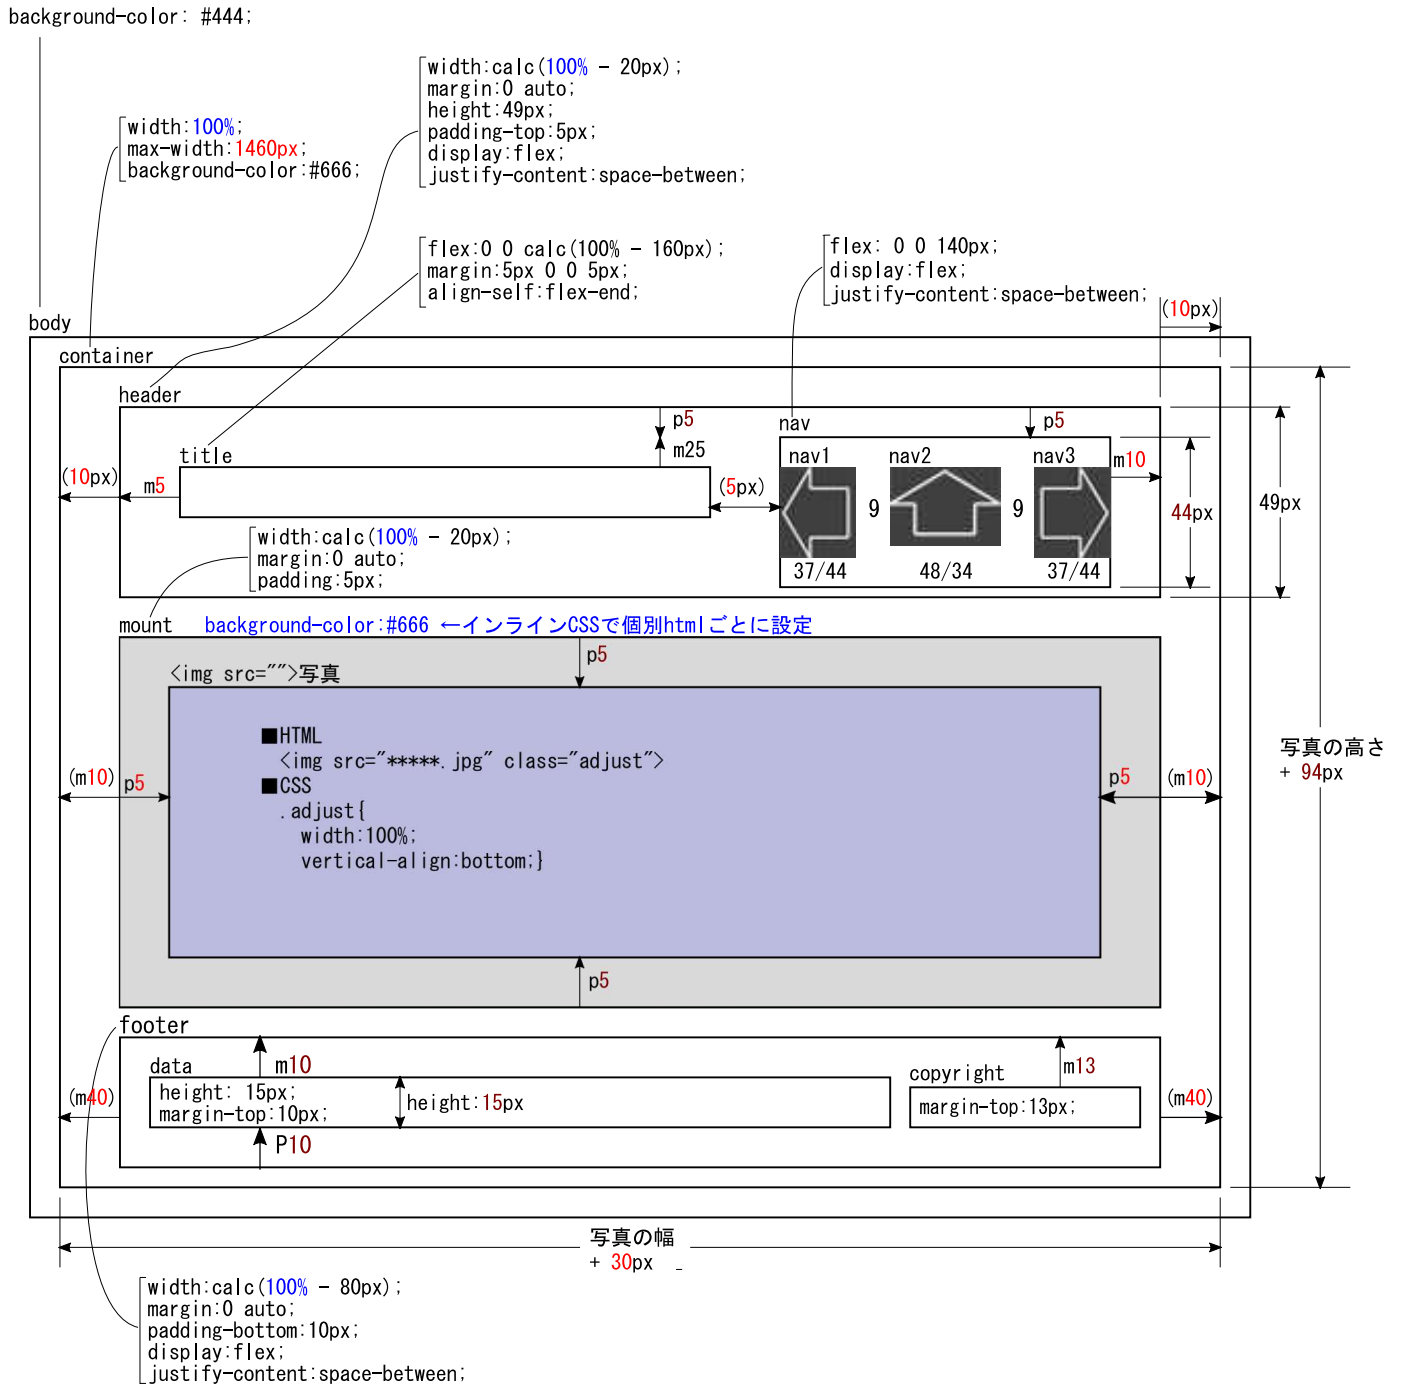 background-color: #444;
width:calc(100% - 20px);
margin:0 auto;
height:49px;
padding-top:5px;
display:flex;
justify-content:space-between;
width:100%;
max-width:1460px;
background-color:#666;
flex:0 0 calc(100% - 160px);
margin:5px 0 0 5px;
align-self:flex-end;
flex: 0 0 140px;
display:flex;
justify-content:space-between;
(10px)
body
container
header
p5
nav
p5
title
m25
nav1
nav2
nav3
m10
(10px)
m5
(5px)
9
9
44px
49px
37/44
48/34
37/44
width:calc(100% - 20px);
margin:0 auto;
padding:5px;
mount
background-color:#666 ←インラインCSSで個別htmlごとに設定
p5
<img src="">写真
■HTML
<img src="*****.jpg" class="adjust">
■CSS
.adjust{
width:100%;
vertical-align:bottom;}
(m10)
p5
p5
(m10)
写真の高さ
+ 94px
p5
footer
data
m10
m13
copyright
height: 15px;
margin-top:10px;
height:15px
margin-top:13px;
(m40)
(m40)
P10
写真の幅
+ 30px
width:calc(100% - 80px);
margin:0 auto;
padding-bottom:10px;
display:flex;
justify-content:space-between;